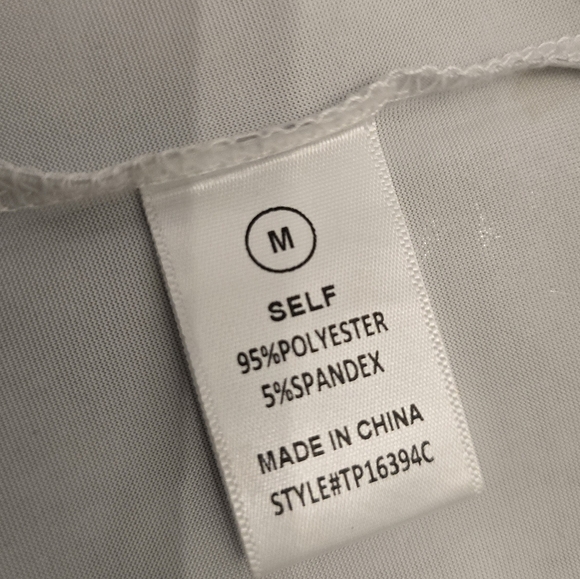 M
SELF
95%POLYESTER
5%SPANDEX
MADE IN CHINA
STYLE#TP16394C